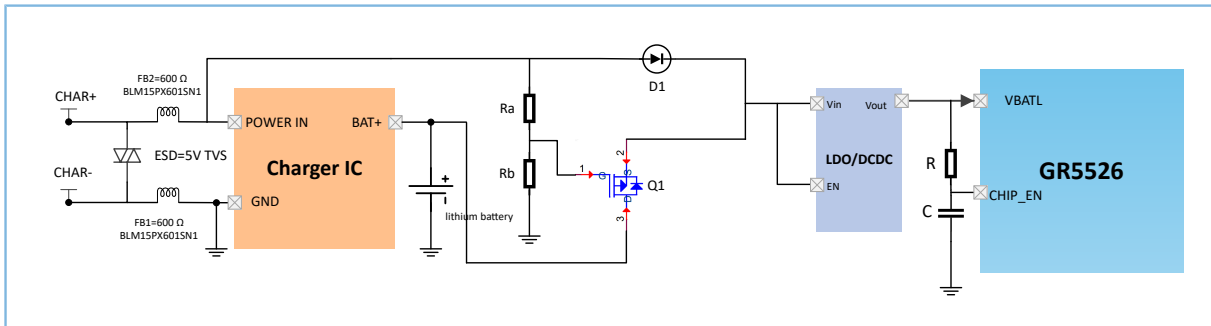 FB2=600 Ω
BLM15PX601SN1
CHAR+
ESD=5V TVS
CHAR-
FB1=600 Ω
BLM15PX601SN1
POWER IN
BAT+
Charger IC
GND
+
-
lithium battery
Ra
Rb
D1
1
G
2
S
D
3
Q1
Vin
Vout
LDO/DCDC
EN
R
C
VBATL
GR5526
CHIP_EN